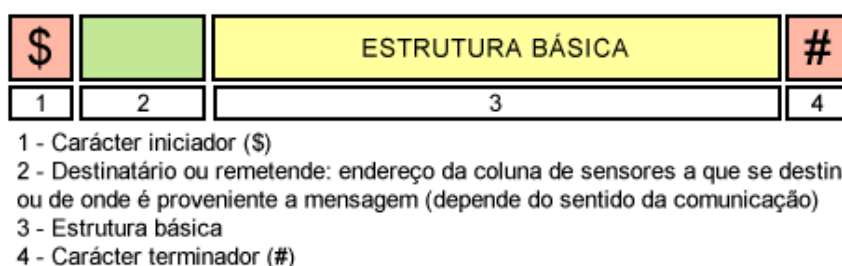 $ ESTRUTURA BÁSICA #
1 2 3 4
1 - Carácter iniciador ($)
2 - Destinatário ou remetende: endereço da coluna de sensores a que se destin
ou de onde é proveniente a mensagem (depende do sentido da comunicação)
3 - Estrutura básica
4 - Carácter terminador (#)